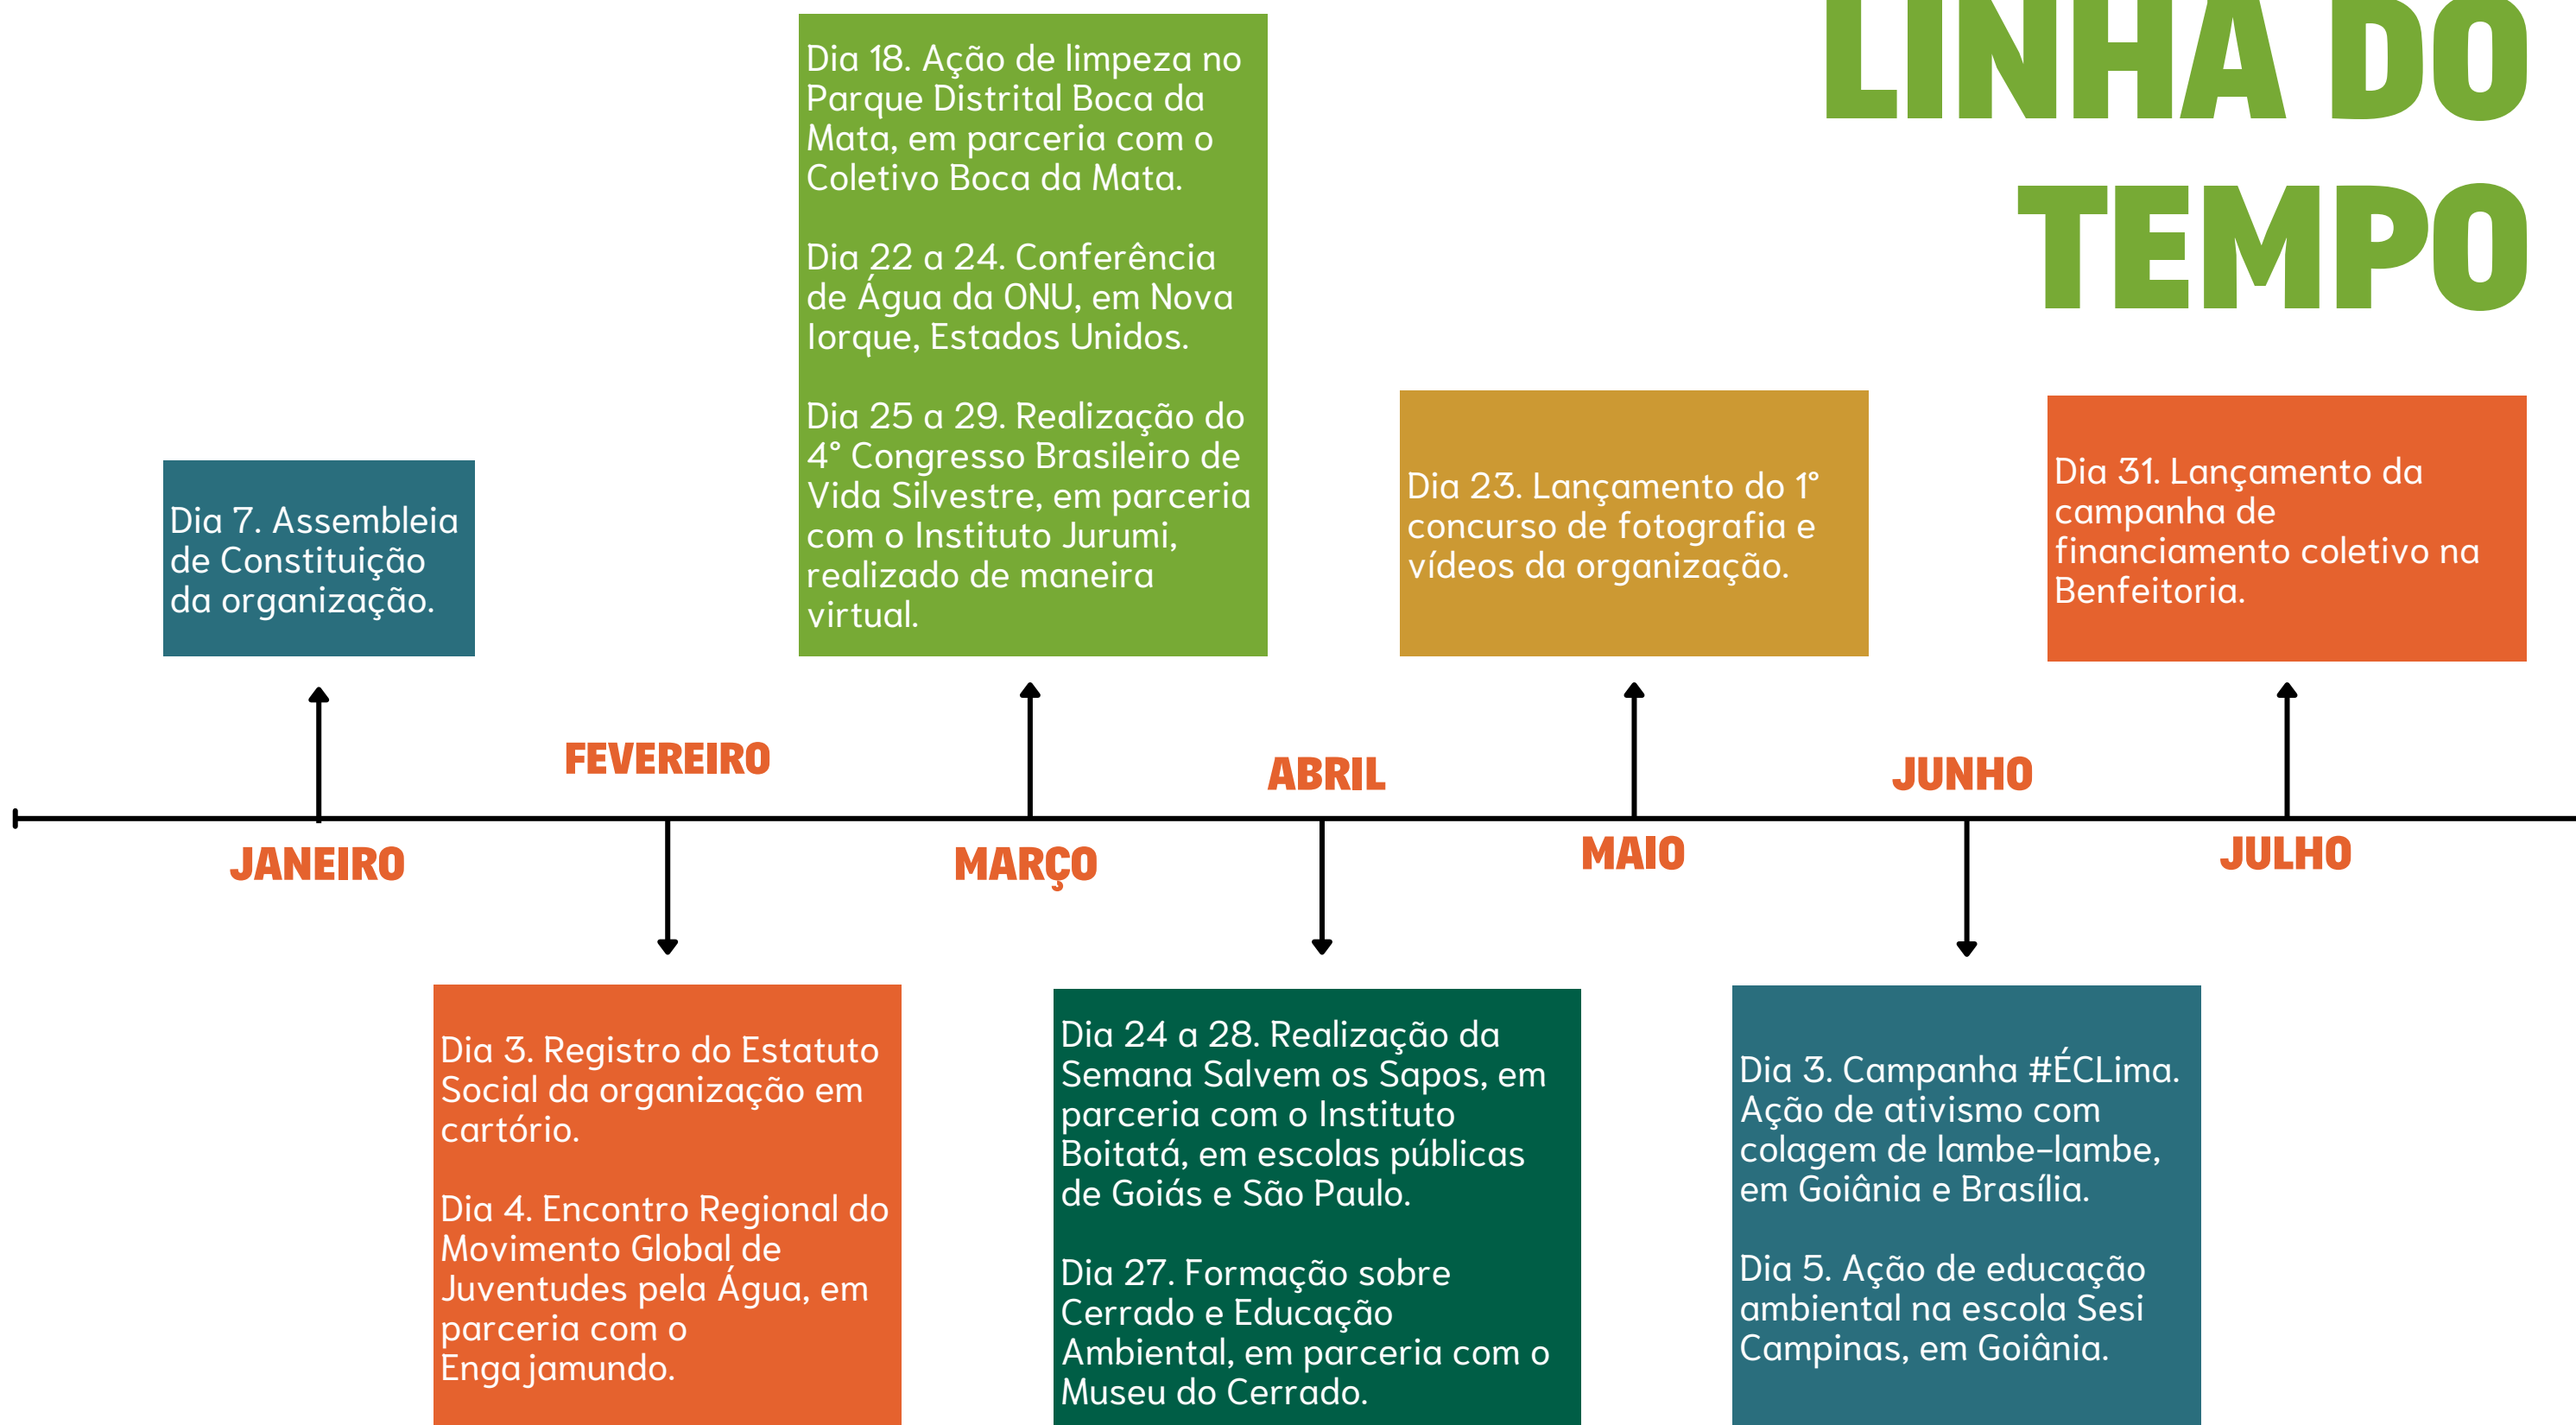 LINHA DO
TEMPO
JANEIRO
Dia 7. Assembleia
de Constituição
da organização.
FEVEREIRO
Dia 3. Registro do Estatuto
Social da organização em
cartório.
Dia 4. Encontro Regional do
Movimento Global de
Juventudes pela Água, em
parceria com o
Engajamundo.
MARÇO
Dia 18. Ação de limpeza no
Parque Distrital Boca da
Mata, em parceria com o
Coletivo Boca da Mata.
Dia 22 a 24. Conferência
de Água da ONU, em Nova
Iorque, Estados Unidos.
Dia 25 a 29. Realização do
4° Congresso Brasileiro de
Vida Silvestre, em parceria
com o Instituto Jurumi,
realizado de maneira
virtual.
ABRIL
Dia 24 a 28. Realização da
Semana Salvem os Sapos, em
parceria com o Instituto
Boitatá, em escolas públicas
de Goiás e São Paulo.
Dia 27. Formação sobre
Cerrado e Educação
Ambiental, em parceria com o
Museu do Cerrado.
MAIO
Dia 23. Lançamento do 1°
concurso de fotografia e
vídeos da organização.
JUNHO
Dia 3. Campanha #ÉCLima.
Ação de ativismo com
colagem de lambe-lambe,
em Goiânia e Brasília.
Dia 5. Ação de educação
ambiental na escola Sesi
Campinas, em Goiânia.
JULHO
Dia 31. Lançamento da
campanha de
financiamento coletivo na
Benfeitoria.